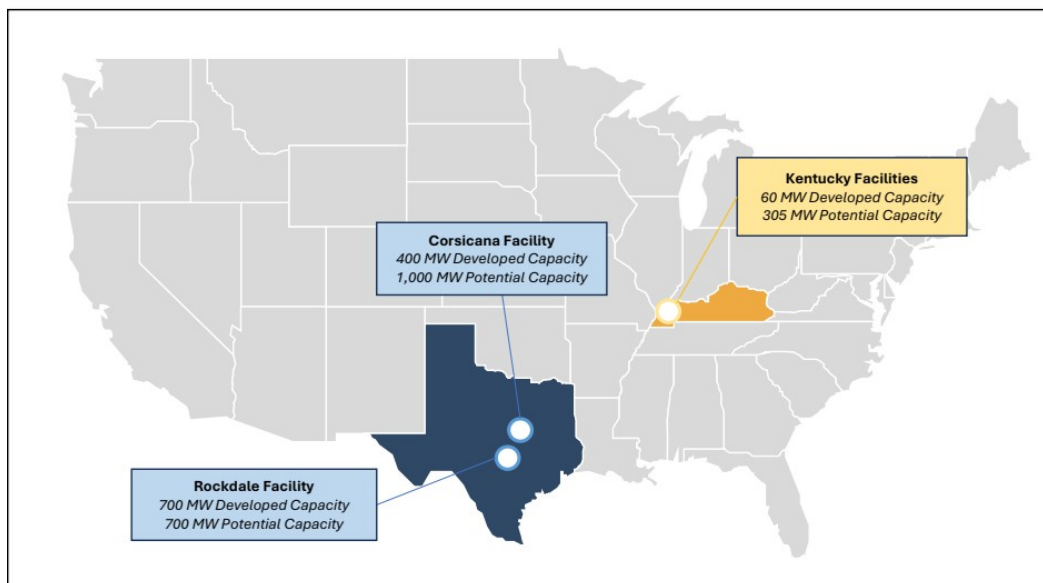 Kentucky Facilities
60 MW Developed Capacity
305 MW Potential Capacity
Corsicana Facility
400 MW Developed Capacity
1,000 MW Potential Capacity
Rockdale Facility
700 MW Developed Capacity
700 MW Potential Capacity